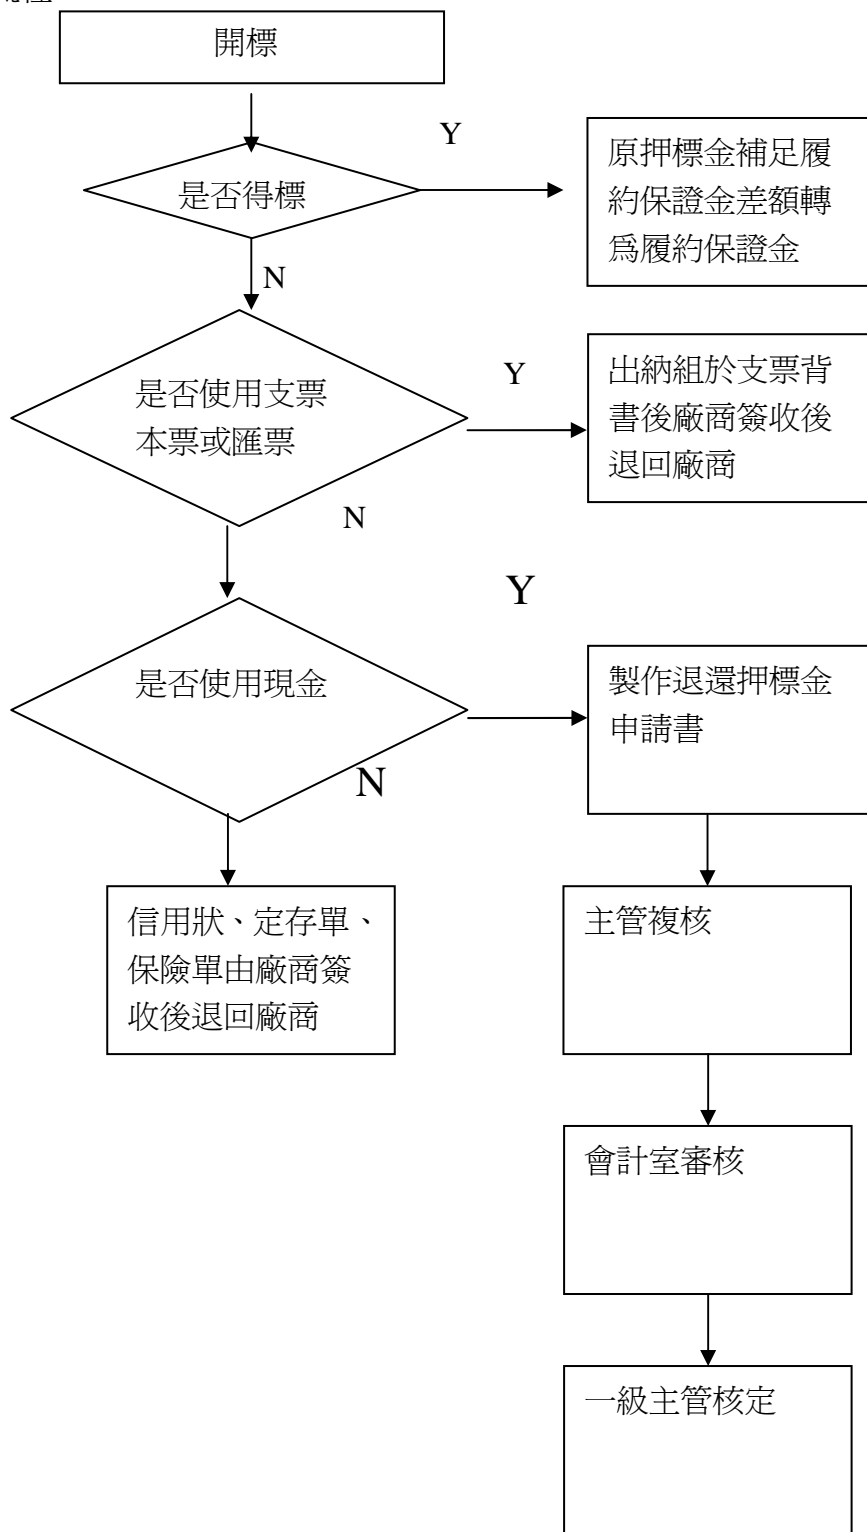 開標
Y
是否得標
原押標金補足履
約保證金差額轉
為履約保證金
N
是否使用支票
本票或匯票
Y
出納組於支票背
書後廠商簽收後
退回廠商
N
Y
是否使用現金
製作退還押標金
申請書
N
信用狀、定存單、
保險單由廠商簽
收後退回廠商
主管複核
會計室審核
一級主管核定